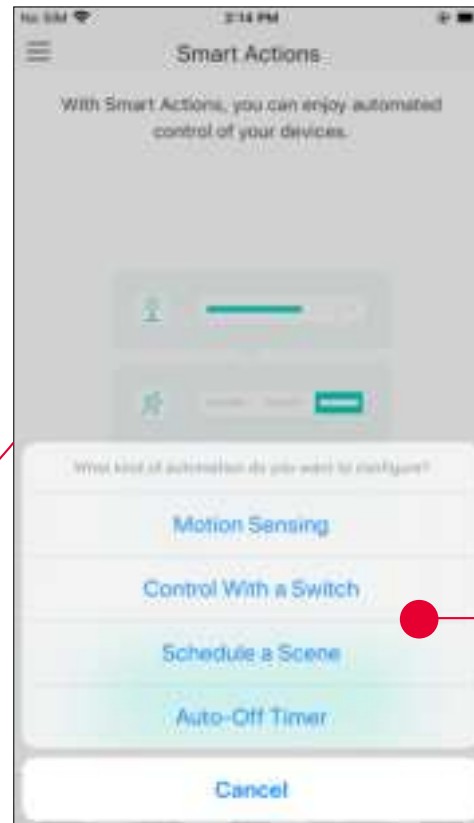 No SIM 2:14 PM
Smart Actions
With Smart Actions, you can enjoy automated
control of your devices.
What kind of automation do you want to configure?
Motion Sensing
Control With a Switch
Schedule a Scene
Auto-Off Timer
Cancel